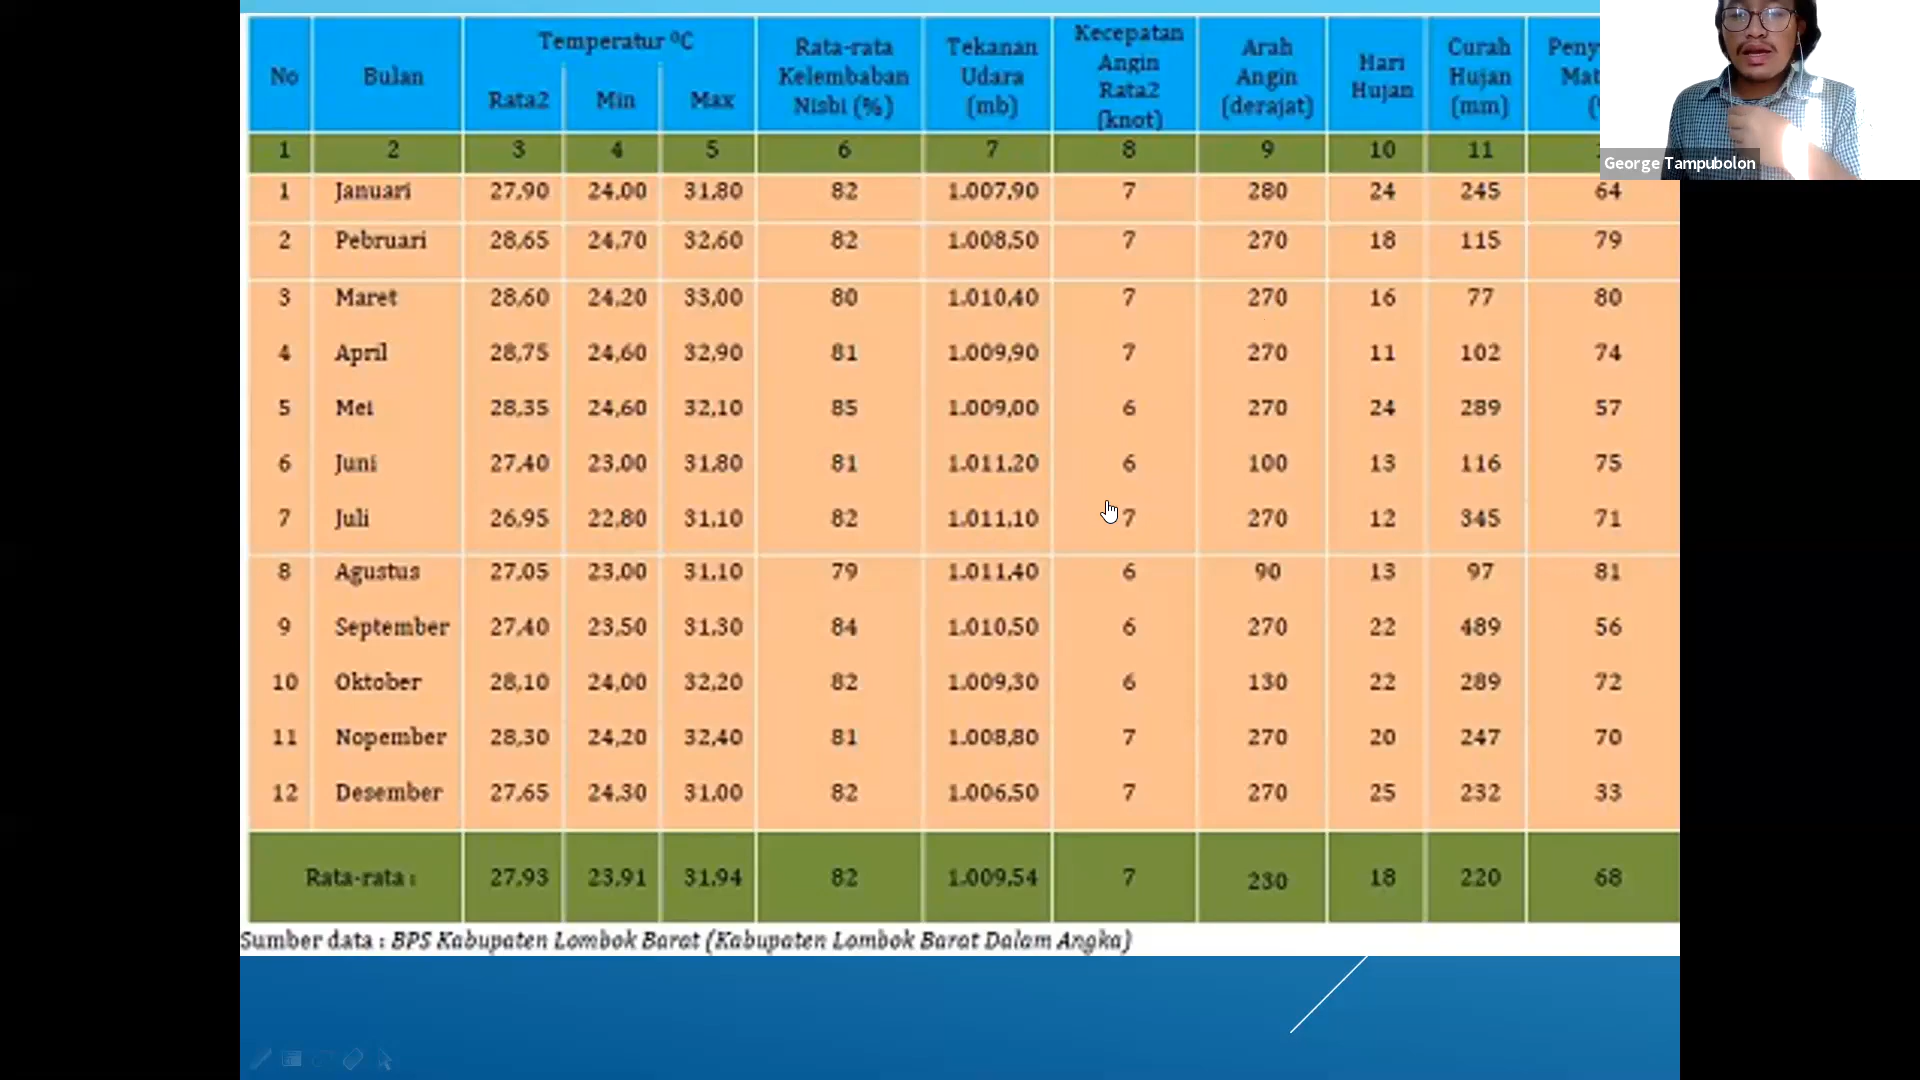 No Bulan Temperatur ⁰C Rata-rata Kelembaban Nisbi (%) Tekanan Udara (mb) Kecepatan Angin Rata2 (knot) Arah Angin (derajat) Hari Hujan Curah Hujan (mm)
Rata2 Min Max
1 2 3 4 5 6 7 8 9 10 11
1 Januari 27,90 24,00 31,80 82 1.007,90 7 280 24 245 64
2 Pebruari 28,65 24,70 32,60 82 1.008,50 7 270 18 115 79
3 Maret 28,60 24,20 33,00 80 1.010,40 7 270 16 77 80
4 April 28,75 24,60 32,90 81 1.009,90 7 270 11 102 74
5 Mei 28,35 24,60 32,10 85 1.009,00 6 270 24 289 57
6 Juni 27,40 23,00 31,80 81 1.011,20 6 100 13 116 75
7 Juli 26,95 22,80 31,10 82 1.011,10 7 270 12 345 71
8 Agustus 27,05 23,00 31,10 79 1.011,40 6 90 13 97 81
9 September 27,40 23,50 31,30 84 1.010,50 6 270 22 489 56
10 Oktober 28,10 24,00 32,20 82 1.009,30 6 130 22 289 72
11 Nopember 28,30 24,20 32,40 81 1.008,80 7 270 20 247 70
12 Desember 27,65 24,30 31,00 82 1.006,50 7 270 25 232 33
Rata-rata : 27,93 23,91 31,94 82 1.009,54 7 230 18 220 68
Sumber data : BPS Kabupaten Lombok Barat (Kabupaten Lombok Barat Dalam Angka)
George Tampubolon